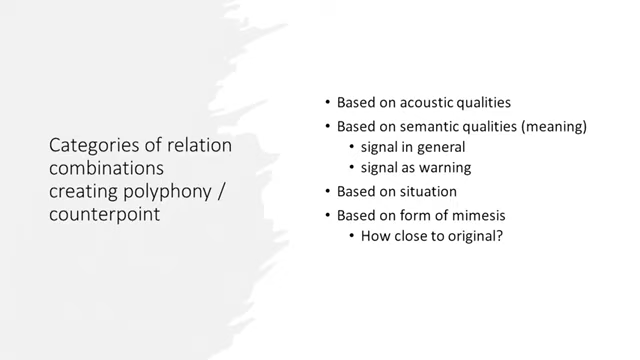 Categories of relation
combinations
creating polyphony /
counterpoint
• Based on acoustic qualities
• Based on semantic qualities (meaning)
• signal in general
• signal as warning
• Based on situation
• Based on form of mimesis
• How close to original?